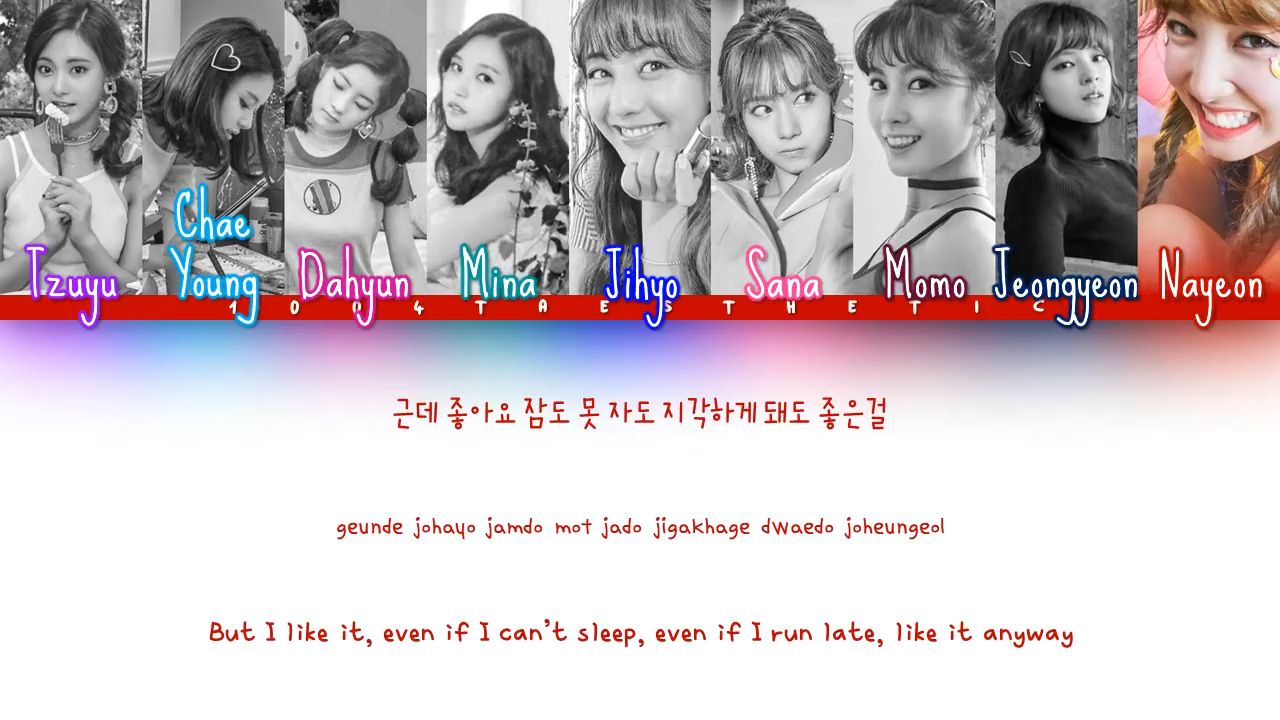 Tzuyu
Chae
Young
Dahyun
Mina
Jihyo
Sana
Momo
Jeongyeon
Nayeon
1 0 0 4 T A E S T H E T I C
근데 좋아요 잠도 못 자도 지각하게 돼도 좋은걸
geunde johayo jamdo mot jado jigakhage dwaedo joheungeol
But I like it, even if I can't sleep, even if I run late, like it anyway